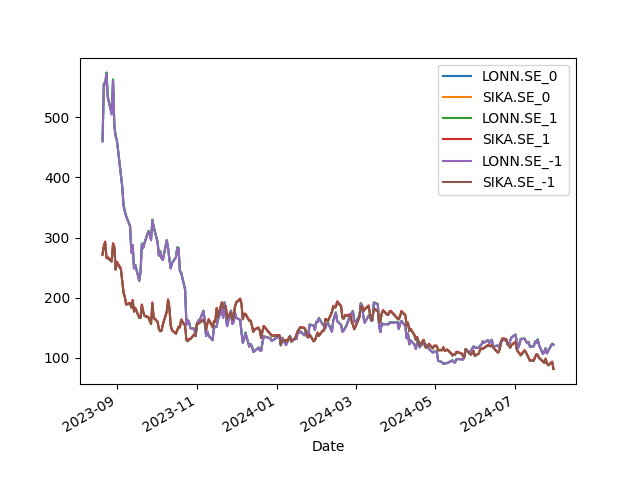 LONN.SE_0
SIKA.SE_0
LONN.SE_1
SIKA.SE_1
LONN.SE_-1
SIKA.SE_-1
500
400
300
200
100
2023-09
2023-11
2024-01
2024-03
2024-05
2024-07
Date